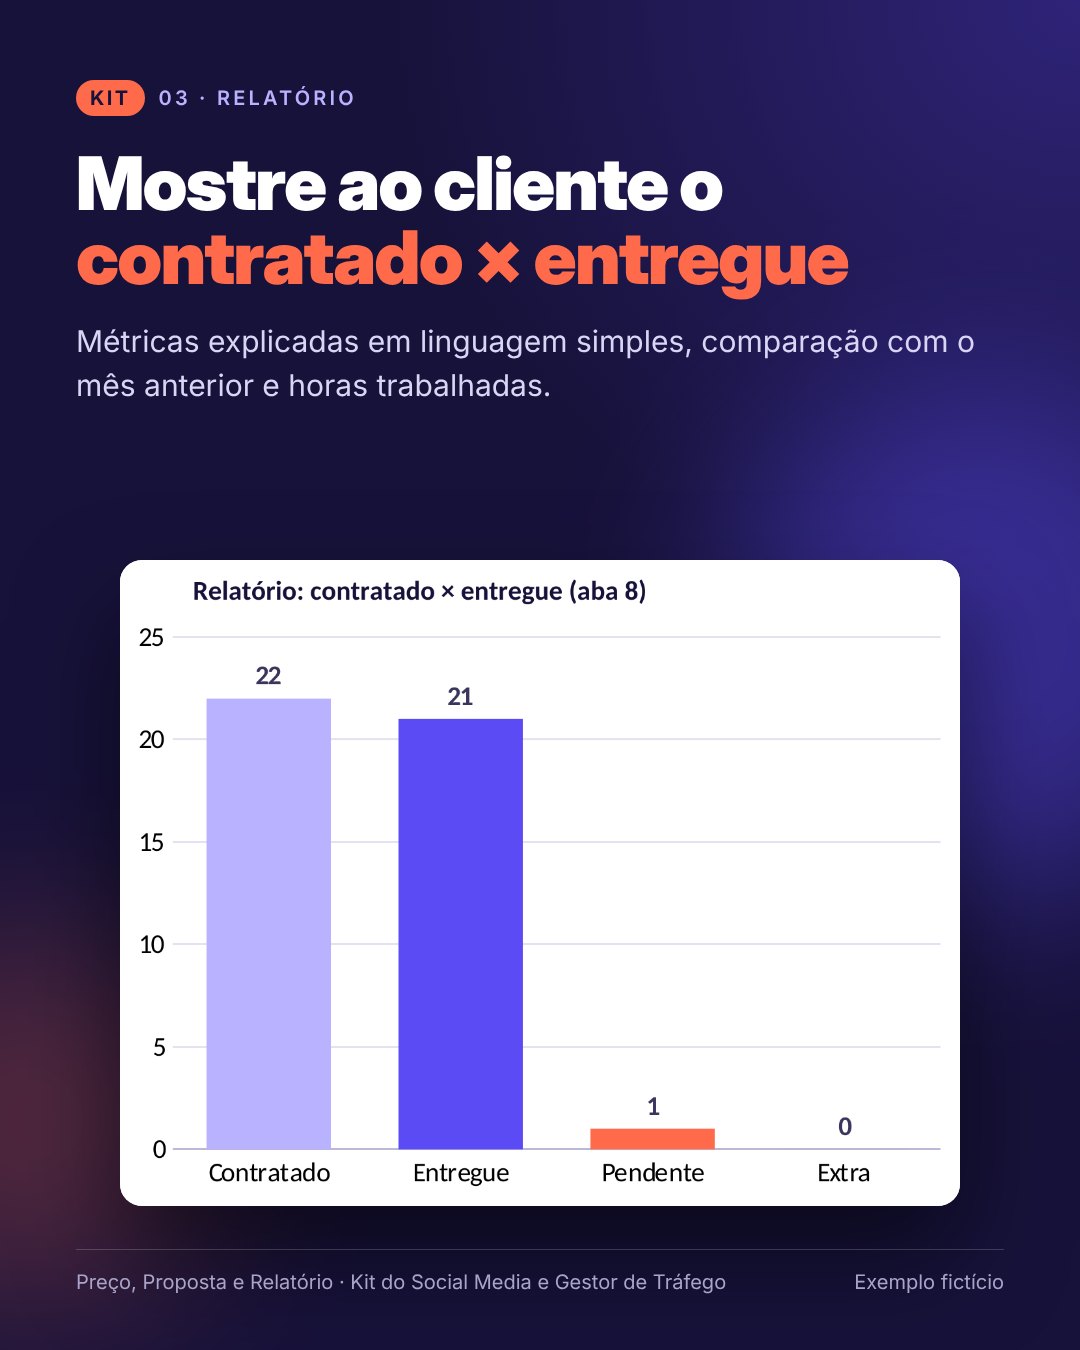 KIT 03 · RELATÓRIO
Mostre ao cliente o
contratado × entregue
Métricas explicadas em linguagem simples, comparação com o
mês anterior e horas trabalhadas.
Relatório: contratado × entregue (aba 8)
25
22
21
20
15
10
5
1
0
0
Contratado Entregue Pendente Extra
Preço, Proposta e Relatório · Kit do Social Media e Gestor de Tráfego Exemplo fictício